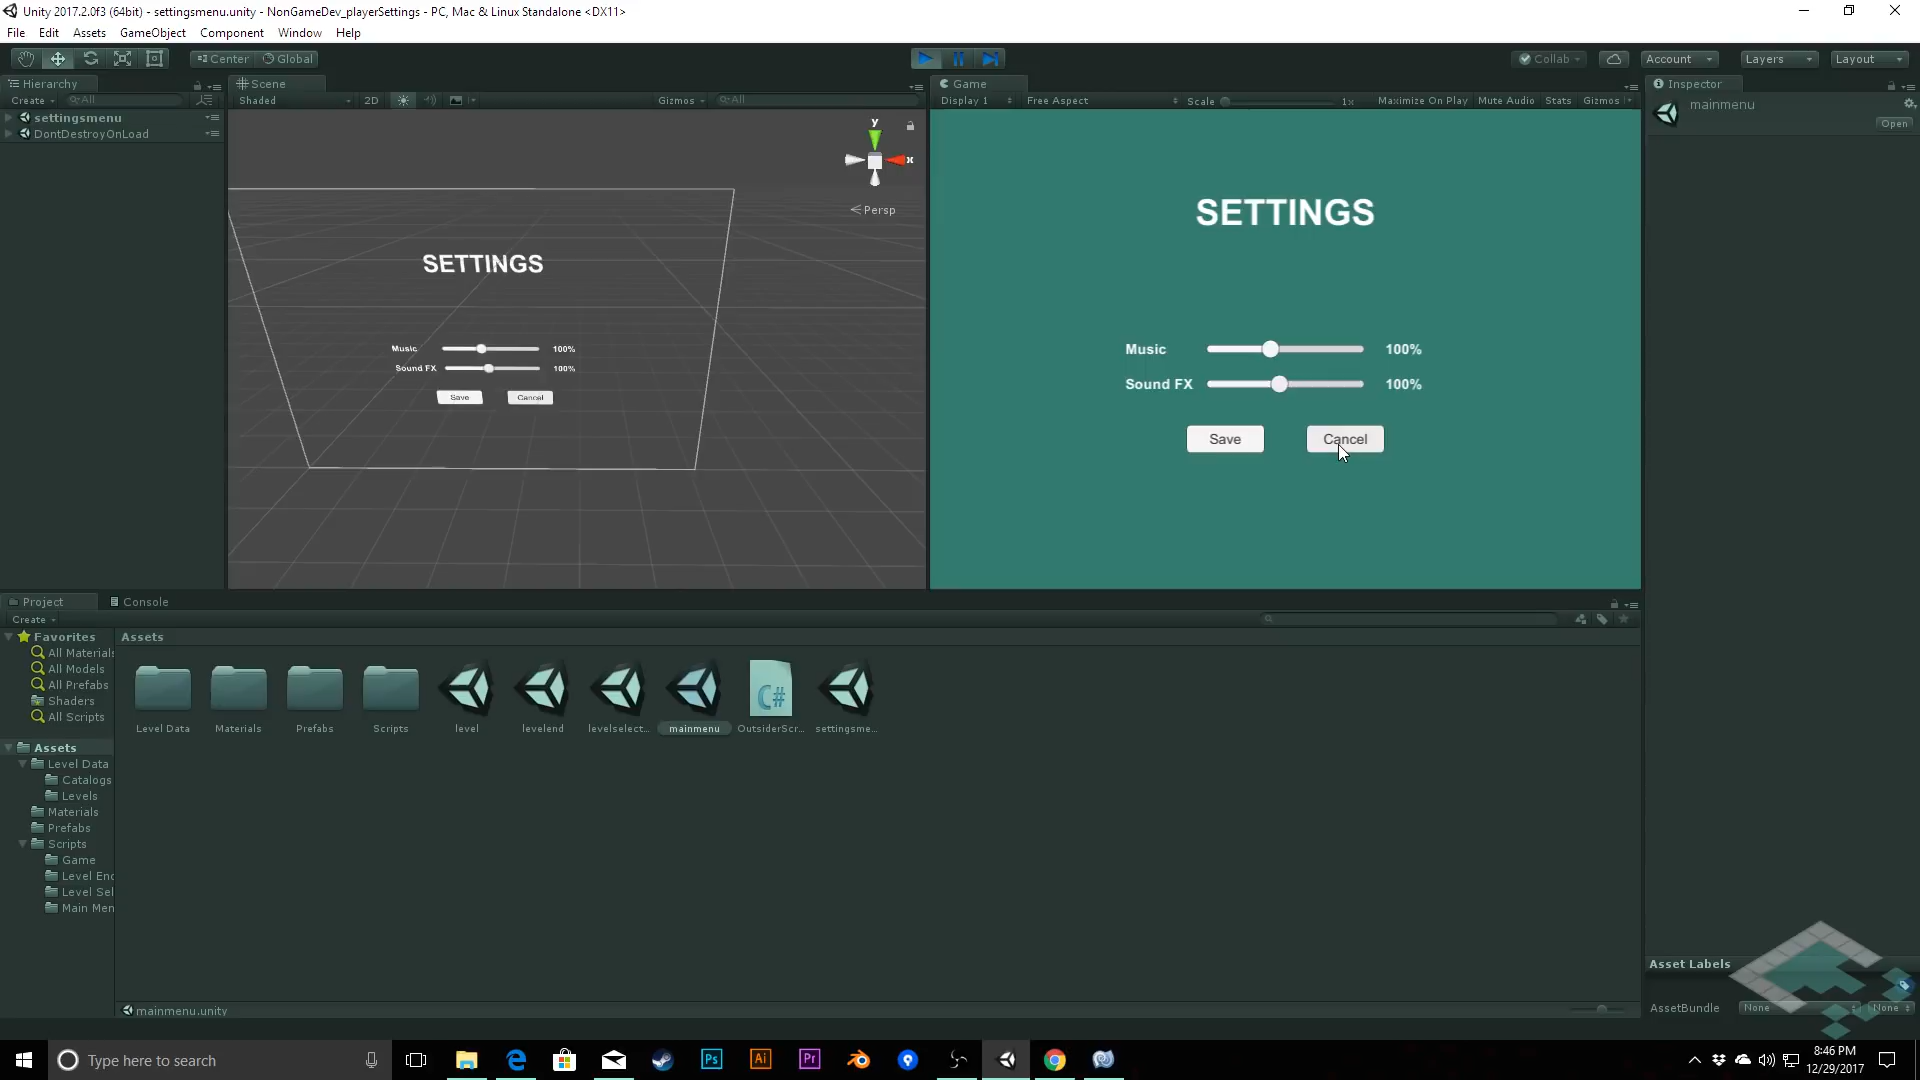 Unity 2017.2.0f3 (64bit) - settingsmenu.unity - NonGameDev_playerSettings - PC, Mac & Linux Standalone <DX11>
File Edit Assets GameObject Component Window Help
Center Global Collab Account Layers Layout
Hierarchy
Create All
settingsmenu
DontDestroyOnLoad
Scene
Shaded 2D Gizmos All
y
x
Persp
SETTINGS
Music 100%
Sound FX 100%
Save Cancel
Game
Display 1 Free Aspect Scale 1x Maximize On Play Mute Audio Stats Gizmos
SETTINGS
Music 100%
Sound FX 100%
Save Cancel
Inspector
mainmenu
Open
Project Console
Create
Favorites
All Materials
All Models
All Prefabs
Shaders
All Scripts
Assets
Level Data
Catalogs
Levels
Materials
Prefabs
Scripts
Game
Level End
Level Sel
Main Men
Assets
Level Data Materials Prefabs Scripts level levelend levelselect... mainmenu OutsiderScr... settingsme...
C#
mainmenu.unity
Asset Labels
AssetBundle None None
Type here to search
Ps Ai Pr
8:46 PM
12/29/2017